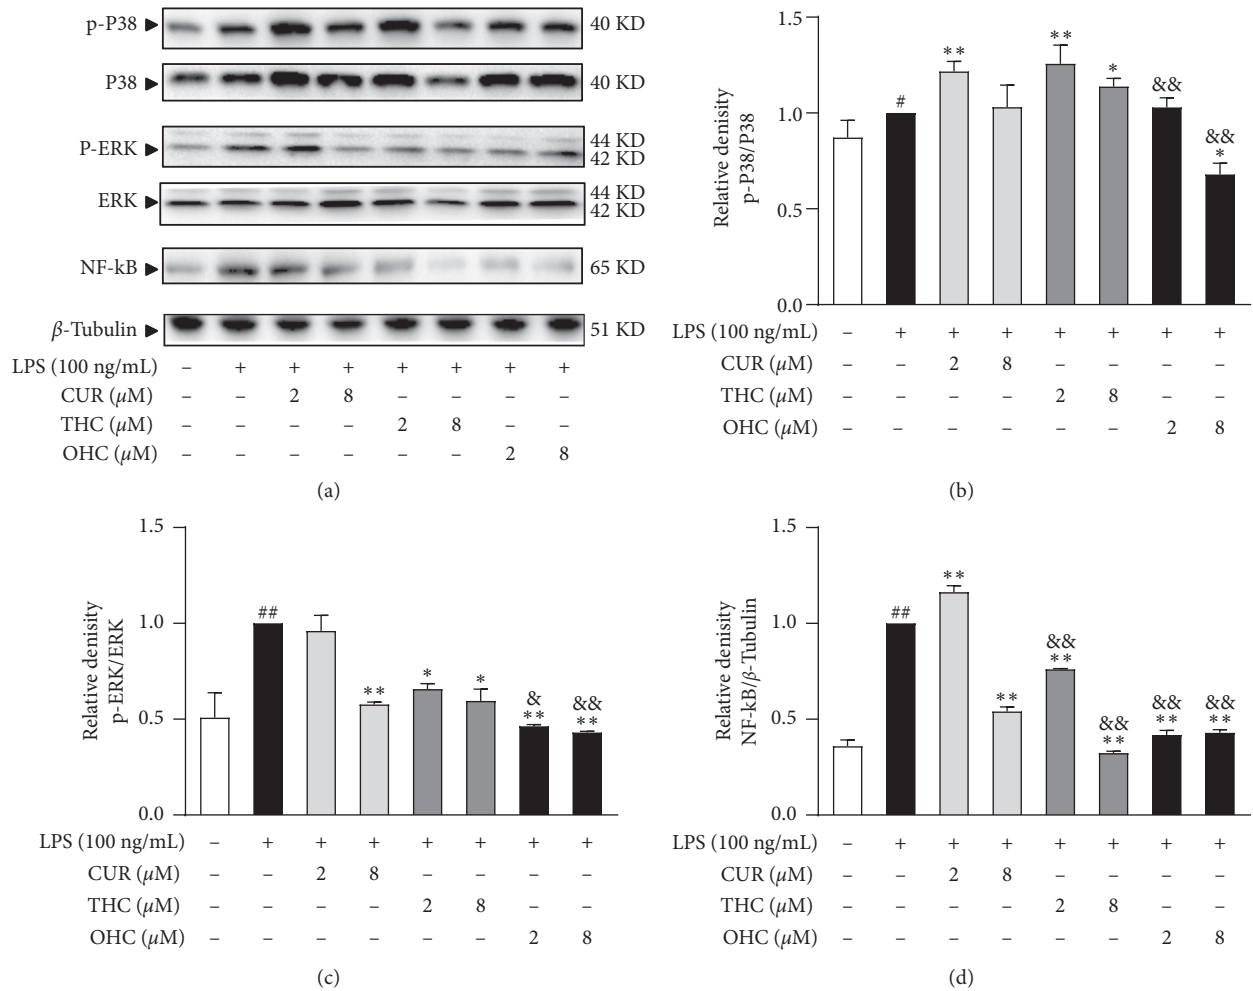 p-P38 40 KD
P38 40 KD
P-ERK 44 KD
42 KD
ERK 44 KD
42 KD
NF-kB 65 KD
β-Tubulin 51 KD
LPS (100 ng/mL) – + + + + + + +
CUR (μM) – – 2 8 – – – –
THC (μM) – – – – 2 8 – –
OHC (μM) – – – – – – 2 8
(a)
Relative denisity
p-P38/P38
1.5
1.0
0.5
0.0
#
**
**
*
&&
&&
*
LPS (100 ng/mL) – + + + + + + +
CUR (μM) – – 2 8 – – – –
THC (μM) – – – – 2 8 – –
OHC (μM) – – – – – – 2 8
(b)
Relative denisity
p-ERK/ERK
1.5
1.0
0.5
0.0
##
**
*
*
&
**
&&
**
LPS (100 ng/mL) – + + + + + + +
CUR (μM) – – 2 8 – – – –
THC (μM) – – – – 2 8 – –
OHC (μM) – – – – – – 2 8
(c)
Relative denisity
NF-kB/β-Tubulin
1.5
1.0
0.5
0.0
##
**
**
&&
**
&&
**
&&
**
&&
**
LPS (100 ng/mL) – + + + + + + +
CUR (μM) – – 2 8 – – – –
THC (μM) – – – – 2 8 – –
OHC (μM) – – – – – – 2 8
(d)